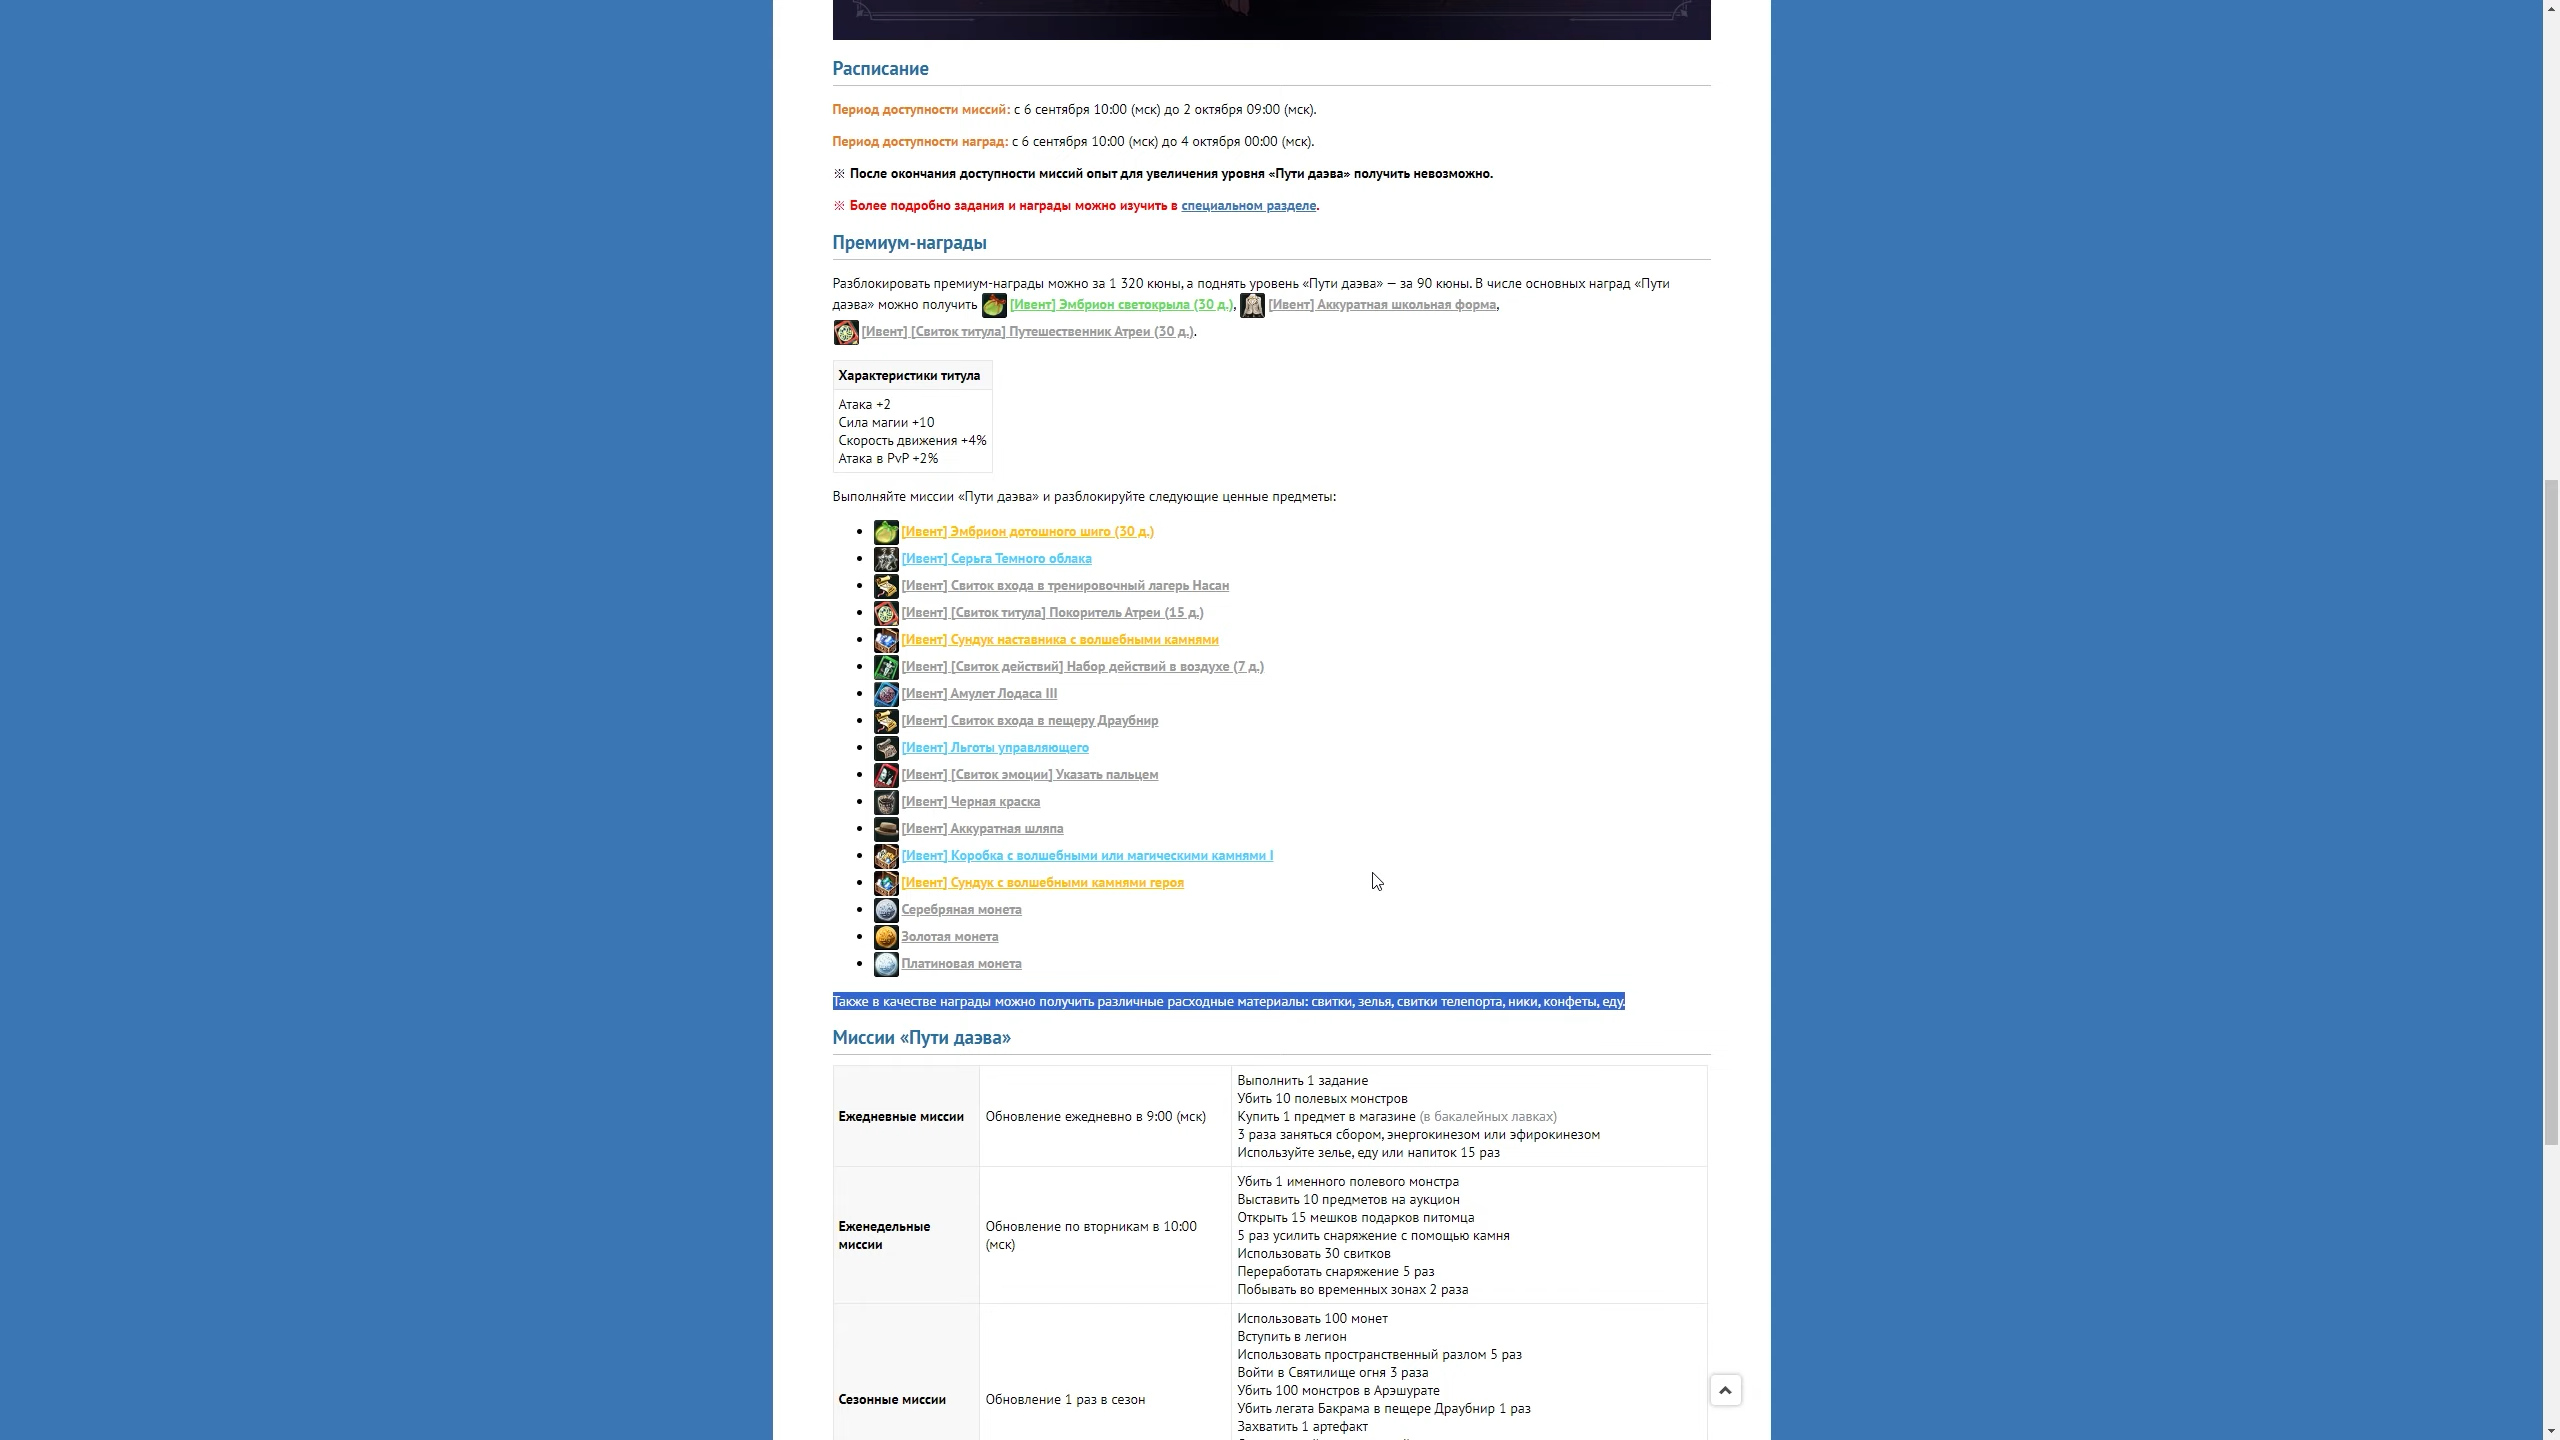 Расписание
Период доступности миссий: с 6 сентября 10:00 (мск) до 2 октября 09:00 (мск).
Период доступности наград: с 6 сентября 10:00 (мск) до 4 октября 00:00 (мск).
※ После окончания доступности миссий опыт для увеличения уровня «Пути даэва» получить невозможно.
※ Более подробно задания и награды можно изучить в специальном разделе.
Премиум-награды
Разблокировать премиум-награды можно за 1 320 кюны, а поднять уровень «Пути даэва» — за 90 кюны. В числе основных наград «Пути
даэва» можно получить [Ивент] Эмбрион светокрыла (30 д.), [Ивент] Аккуратная школьная форма,
[Ивент] [Свиток титула] Путешественник Атреи (30 д.).
Характеристики титула
Атака +2
Сила магии +10
Скорость движения +4%
Атака в PvP +2%
Выполняйте миссии «Пути даэва» и разблокируйте следующие ценные предметы:
[Ивент] Эмбрион дотошного шиго (30 д.)
[Ивент] Серьга Темного облака
[Ивент] Свиток входа в тренировочный лагерь Насан
[Ивент] [Свиток титула] Покоритель Атреи (15 д.)
[Ивент] Сундук наставника с волшебными камнями
[Ивент] [Свиток действий] Набор действий в воздухе (7 д.)
[Ивент] Амулет Лодаса III
[Ивент] Свиток входа в пещеру Драубнир
[Ивент] Льготы управляющего
[Ивент] [Свиток эмоции] Указать пальцем
[Ивент] Черная краска
[Ивент] Аккуратная шляпа
[Ивент] Коробка с волшебными или магическими камнями I
[Ивент] Сундук с волшебными камнями героя
Серебряная монета
Золотая монета
Платиновая монета
Также в качестве награды можно получить различные расходные материалы: свитки, зелья, свитки телепорта, ники, конфеты, еду.
Миссии «Пути даэва»
Ежедневные миссии
Обновление ежедневно в 9:00 (мск)
Выполнить 1 задание
Убить 10 полевых монстров
Купить 1 предмет в магазине (в бакалейных лавках)
3 раза заняться сбором, энергокинезом или эфирокинезом
Используйте зелье, еду или напиток 15 раз
Еженедельные
миссии
Обновление по вторникам в 10:00
(мск)
Убить 1 именного полевого монстра
Выставить 10 предметов на аукцион
Открыть 15 мешков подарков питомца
5 раз усилить снаряжение с помощью камня
Использовать 30 свитков
Переработать снаряжение 5 раз
Побывать во временных зонах 2 раза
Сезонные миссии
Обновление 1 раз в сезон
Использовать 100 монет
Вступить в легион
Использовать пространственный разлом 5 раз
Войти в Святилище огня 3 раза
Убить 100 монстров в Арэшурате
Убить легата Бакрама в пещере Драубнир 1 раз
Захватить 1 артефакт